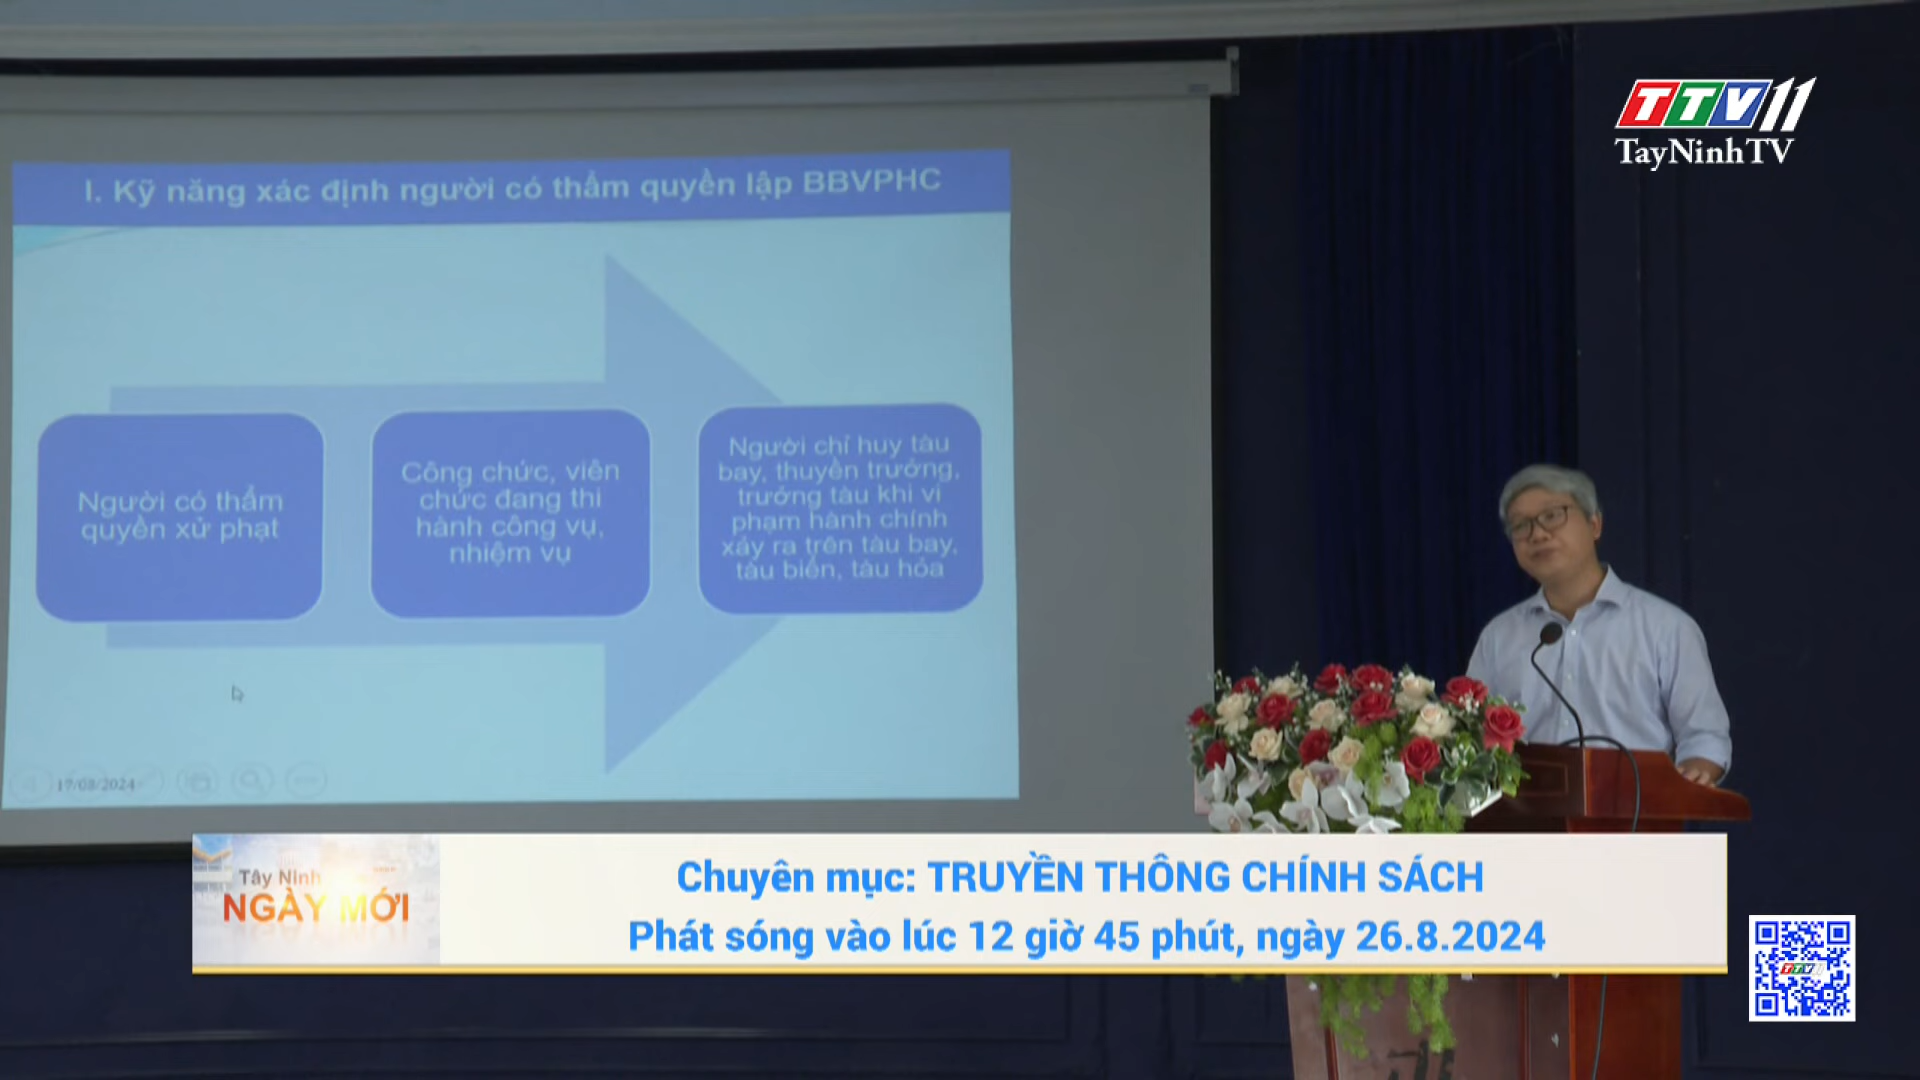 TTV11
TayNinhTV
I. Kỹ năng xác định người có thẩm quyền lập BBVPHC
Người có thẩm
quyền xử phạt
Công chức, viên
chức đang thi
hành công vụ,
nhiệm vụ
Người chỉ huy tàu
bay, thuyền trưởng,
trưởng tàu khi vi
phạm hành chính
xảy ra trên tàu bay,
tàu biển, tàu hỏa
17/08/2024
Tây Ninh
NGÀY MỚI
Chuyên mục: TRUYỀN THÔNG CHÍNH SÁCH
Phát sóng vào lúc 12 giờ 45 phút, ngày 26.8.2024
TTV11